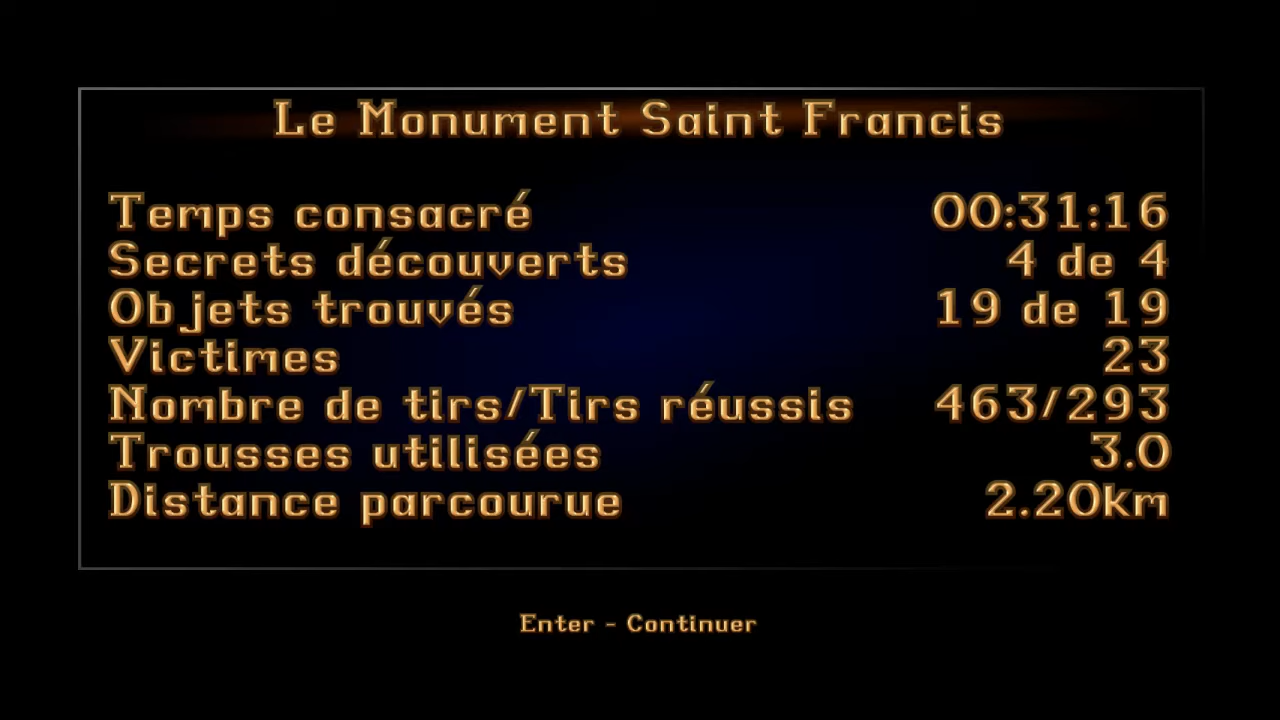 Le Monument Saint Francis
Temps consacré 00:31:16
Secrets découverts 4 de 4
Objets trouvés 19 de 19
Victimes 23
Nombre de tirs/Tirs réussis 463/293
Trousses utilisées 3.0
Distance parcourue 2.20km
Enter - Continuer